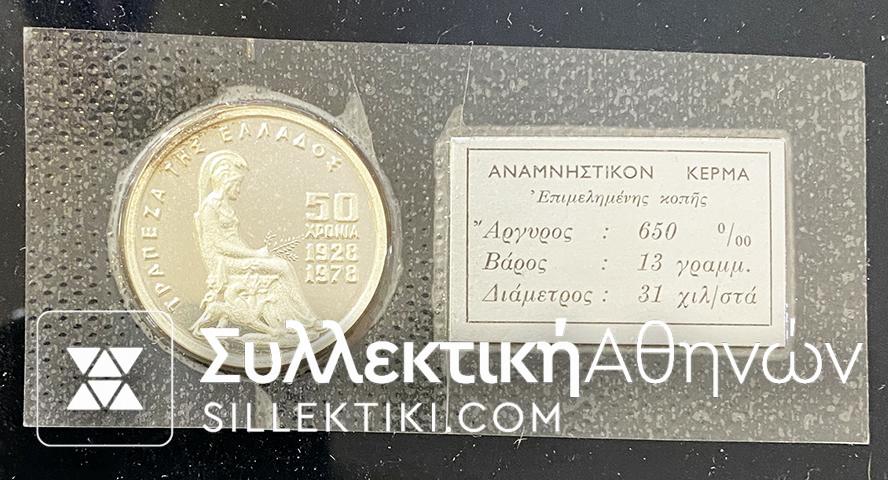 ΤΡΑΠΕΖΑ ΤΗΣ ΕΛΛΑΔΟΣ
50
ΧΡΟΝΙΑ
1928
1978
ΑΝΑΜΝΗΣΤΙΚΟΝ ΚΕΡΜΑ
Ἐπιμελημένης κοπῆς
Ἄργυρος : 650 0/00
Βάρος : 13 γραμμ.
Διάμετρος : 31 χιλ/στά
ΣυλλεκτικήΑθηνών
SILLEKTIKI.COM